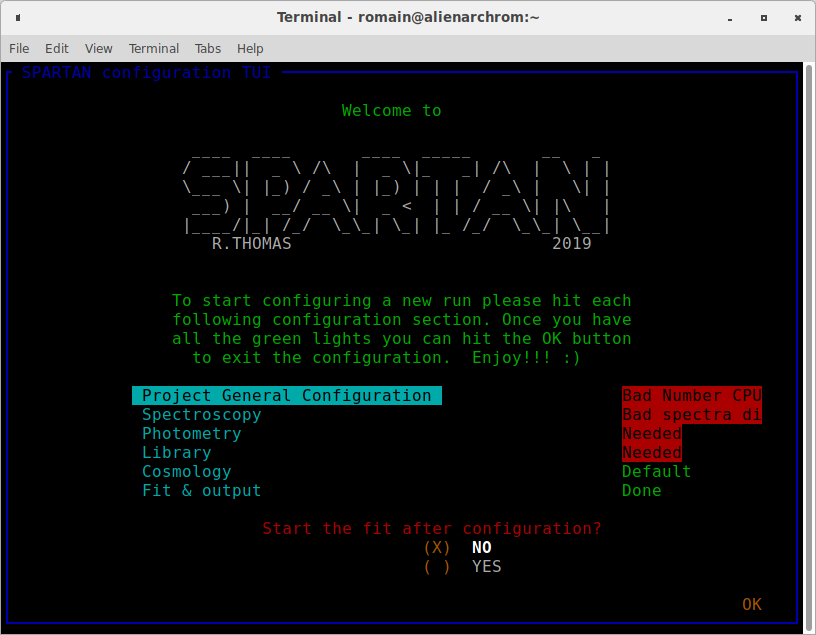 Terminal - romain@alienarchrom:~
File Edit View Terminal Tabs Help
SPARTAN configuration TUI
Welcome to
SPARTAN
R.THOMAS 2019
To start configuring a new run please hit each
following configuration section. Once you have
all the green lights you can hit the OK button
to exit the configuration.  Enjoy!!! :)
Project General Configuration Bad Number CPU
Spectroscopy Bad spectra di
Photometry Needed
Library Needed
Cosmology Default
Fit & output Done
Start the fit after configuration?
(X) NO
( ) YES
OK